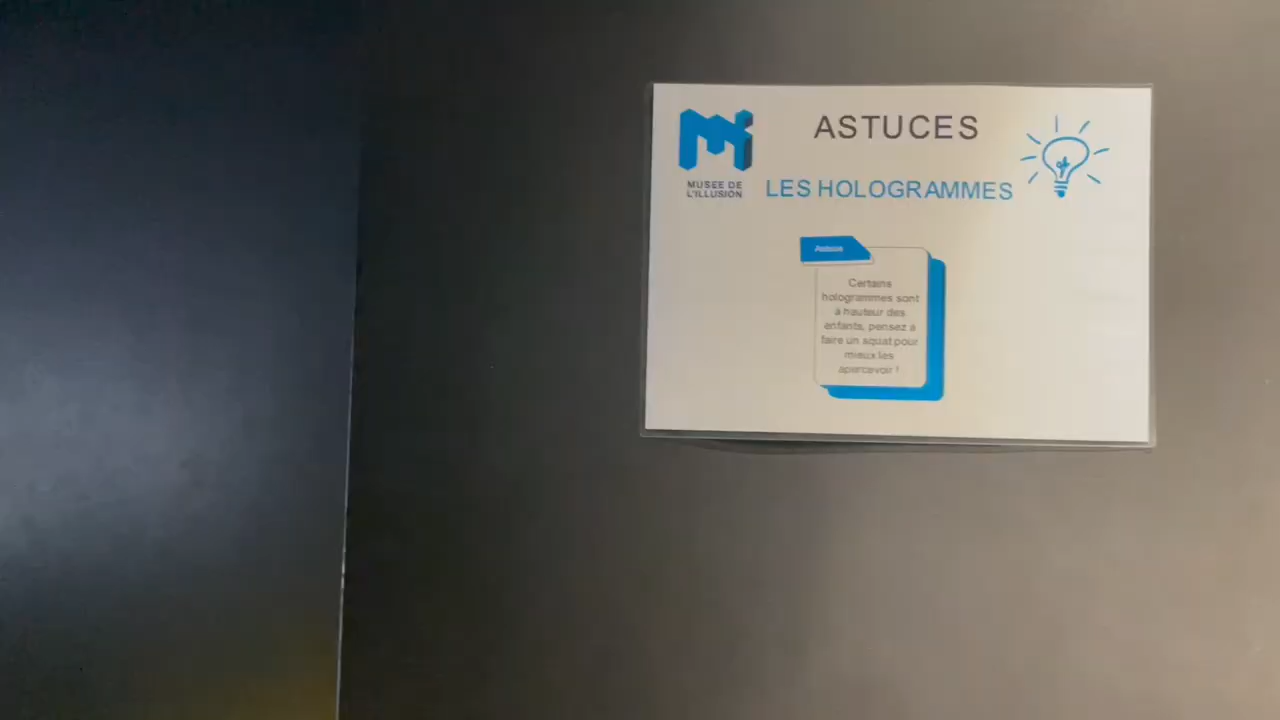 ASTUCES
MUSEE DE
L'ILLUSION
LES HOLOGRAMMES
Astuce
Certains
hologrammes sont
à hauteur des
enfants, pensez à
faire un squat pour
mieux les
apercevoir !